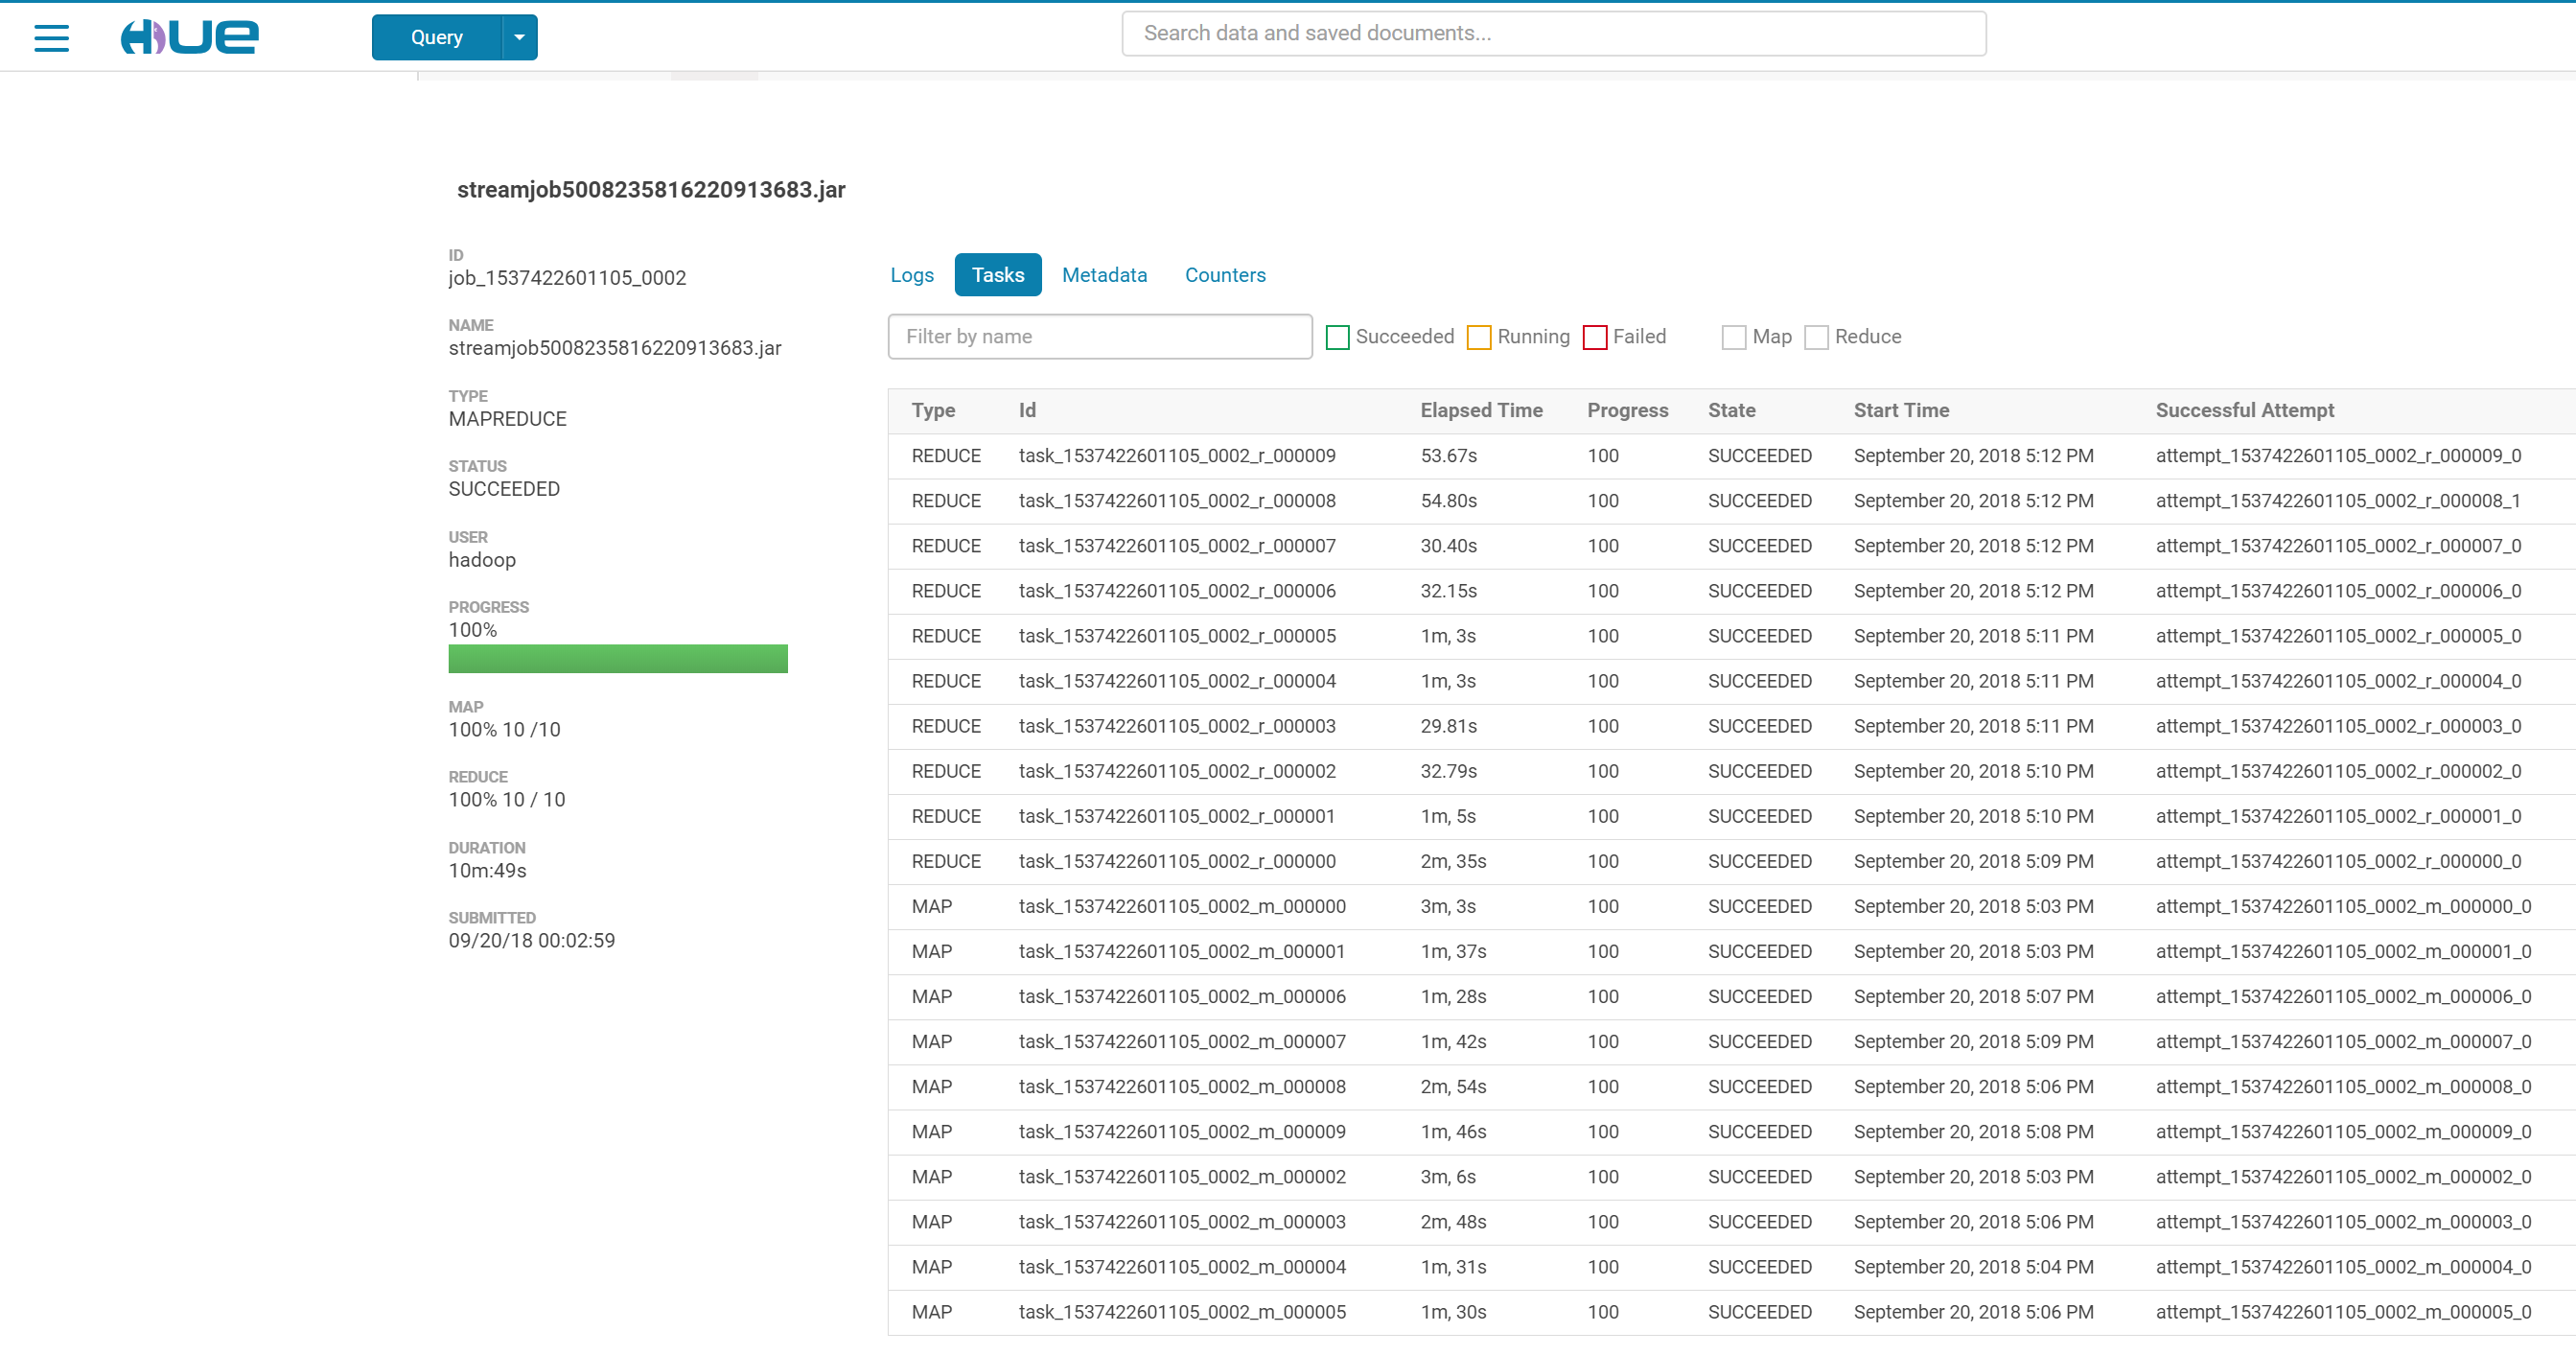 HUE Query Search data and saved documents...
streamjob5008235816220913683.jar
ID
job_1537422601105_0002
NAME
streamjob5008235816220913683.jar
TYPE
MAPREDUCE
STATUS
SUCCEEDED
USER
hadoop
PROGRESS
100%
MAP
100% 10 /10
REDUCE
100% 10 / 10
DURATION
10m:49s
SUBMITTED
09/20/18 00:02:59
Logs Tasks Metadata Counters
Filter by name Succeeded Running Failed Map Reduce
Type Id Elapsed Time Progress State Start Time Successful Attempt
REDUCE task_1537422601105_0002_r_000009 53.67s 100 SUCCEEDED September 20, 2018 5:12 PM attempt_1537422601105_0002_r_000009_0
REDUCE task_1537422601105_0002_r_000008 54.80s 100 SUCCEEDED September 20, 2018 5:12 PM attempt_1537422601105_0002_r_000008_1
REDUCE task_1537422601105_0002_r_000007 30.40s 100 SUCCEEDED September 20, 2018 5:12 PM attempt_1537422601105_0002_r_000007_0
REDUCE task_1537422601105_0002_r_000006 32.15s 100 SUCCEEDED September 20, 2018 5:12 PM attempt_1537422601105_0002_r_000006_0
REDUCE task_1537422601105_0002_r_000005 1m, 3s 100 SUCCEEDED September 20, 2018 5:11 PM attempt_1537422601105_0002_r_000005_0
REDUCE task_1537422601105_0002_r_000004 1m, 3s 100 SUCCEEDED September 20, 2018 5:11 PM attempt_1537422601105_0002_r_000004_0
REDUCE task_1537422601105_0002_r_000003 29.81s 100 SUCCEEDED September 20, 2018 5:11 PM attempt_1537422601105_0002_r_000003_0
REDUCE task_1537422601105_0002_r_000002 32.79s 100 SUCCEEDED September 20, 2018 5:10 PM attempt_1537422601105_0002_r_000002_0
REDUCE task_1537422601105_0002_r_000001 1m, 5s 100 SUCCEEDED September 20, 2018 5:10 PM attempt_1537422601105_0002_r_000001_0
REDUCE task_1537422601105_0002_r_000000 2m, 35s 100 SUCCEEDED September 20, 2018 5:09 PM attempt_1537422601105_0002_r_000000_0
MAP task_1537422601105_0002_m_000000 3m, 3s 100 SUCCEEDED September 20, 2018 5:03 PM attempt_1537422601105_0002_m_000000_0
MAP task_1537422601105_0002_m_000001 1m, 37s 100 SUCCEEDED September 20, 2018 5:03 PM attempt_1537422601105_0002_m_000001_0
MAP task_1537422601105_0002_m_000006 1m, 28s 100 SUCCEEDED September 20, 2018 5:07 PM attempt_1537422601105_0002_m_000006_0
MAP task_1537422601105_0002_m_000007 1m, 42s 100 SUCCEEDED September 20, 2018 5:09 PM attempt_1537422601105_0002_m_000007_0
MAP task_1537422601105_0002_m_000008 2m, 54s 100 SUCCEEDED September 20, 2018 5:06 PM attempt_1537422601105_0002_m_000008_0
MAP task_1537422601105_0002_m_000009 1m, 46s 100 SUCCEEDED September 20, 2018 5:08 PM attempt_1537422601105_0002_m_000009_0
MAP task_1537422601105_0002_m_000002 3m, 6s 100 SUCCEEDED September 20, 2018 5:03 PM attempt_1537422601105_0002_m_000002_0
MAP task_1537422601105_0002_m_000003 2m, 48s 100 SUCCEEDED September 20, 2018 5:06 PM attempt_1537422601105_0002_m_000003_0
MAP task_1537422601105_0002_m_000004 1m, 31s 100 SUCCEEDED September 20, 2018 5:04 PM attempt_1537422601105_0002_m_000004_0
MAP task_1537422601105_0002_m_000005 1m, 30s 100 SUCCEEDED September 20, 2018 5:06 PM attempt_1537422601105_0002_m_000005_0